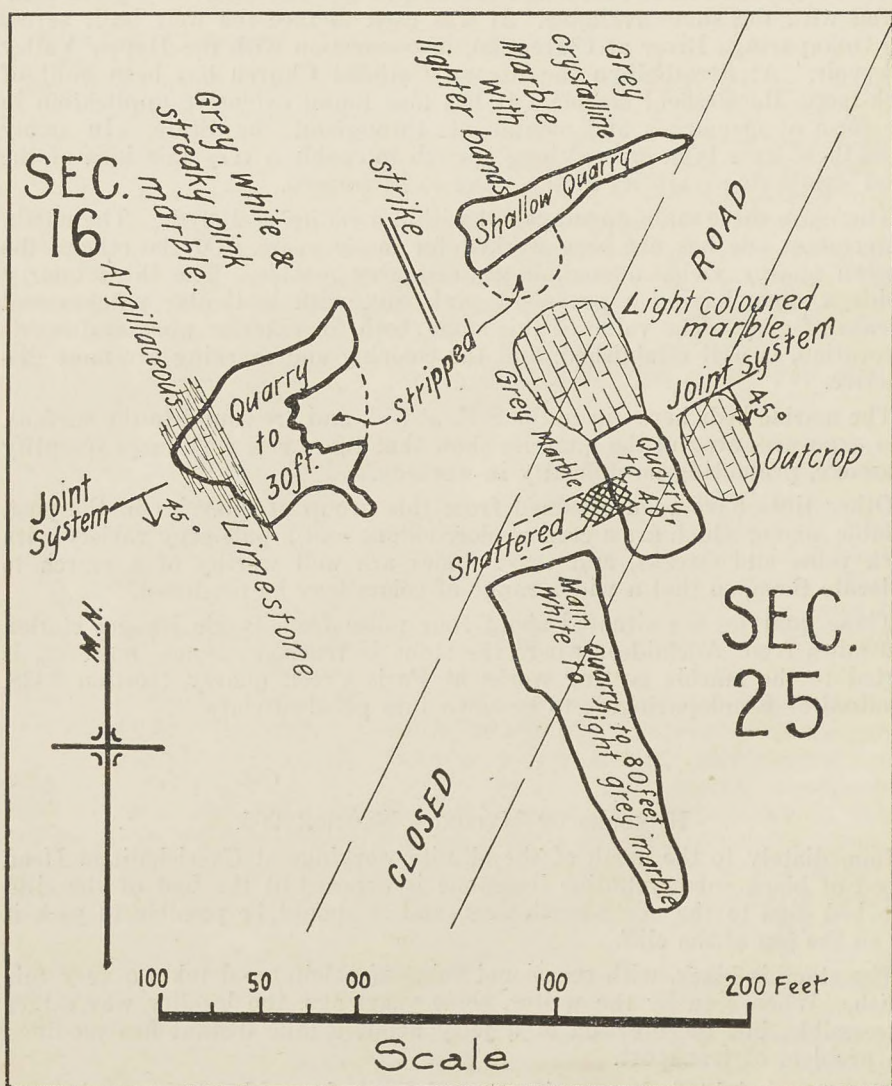 Grey
crystalline
Marble
with
lighter bands
SEC.
16
Grey white &
streaky pink
marble
strike
Shallow Quarry
ROAD
Argillaceous
Limestone
Quarry
to
30ft.
Stripped
Light coloured
marble
Grey Marble
Joint system
45°
Outcrop
Quarry
to 40'
Joint
System
45°
Shattered
Main Quarry to 80 feet
White to light grey marble
SEC.
25
CLOSED
100 50 00 100 200 Feet
Scale